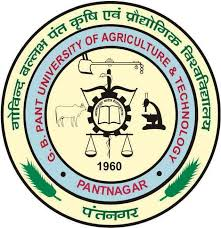 गोविन्द बल्लभ पंत कृषि एवं प्रौद्योगिक विश्वविद्यालय
G. B. PANT UNIVERSITY OF AGRICULTURE & TECHNOLOGY
1960
PANTNAGAR
पंतनगर